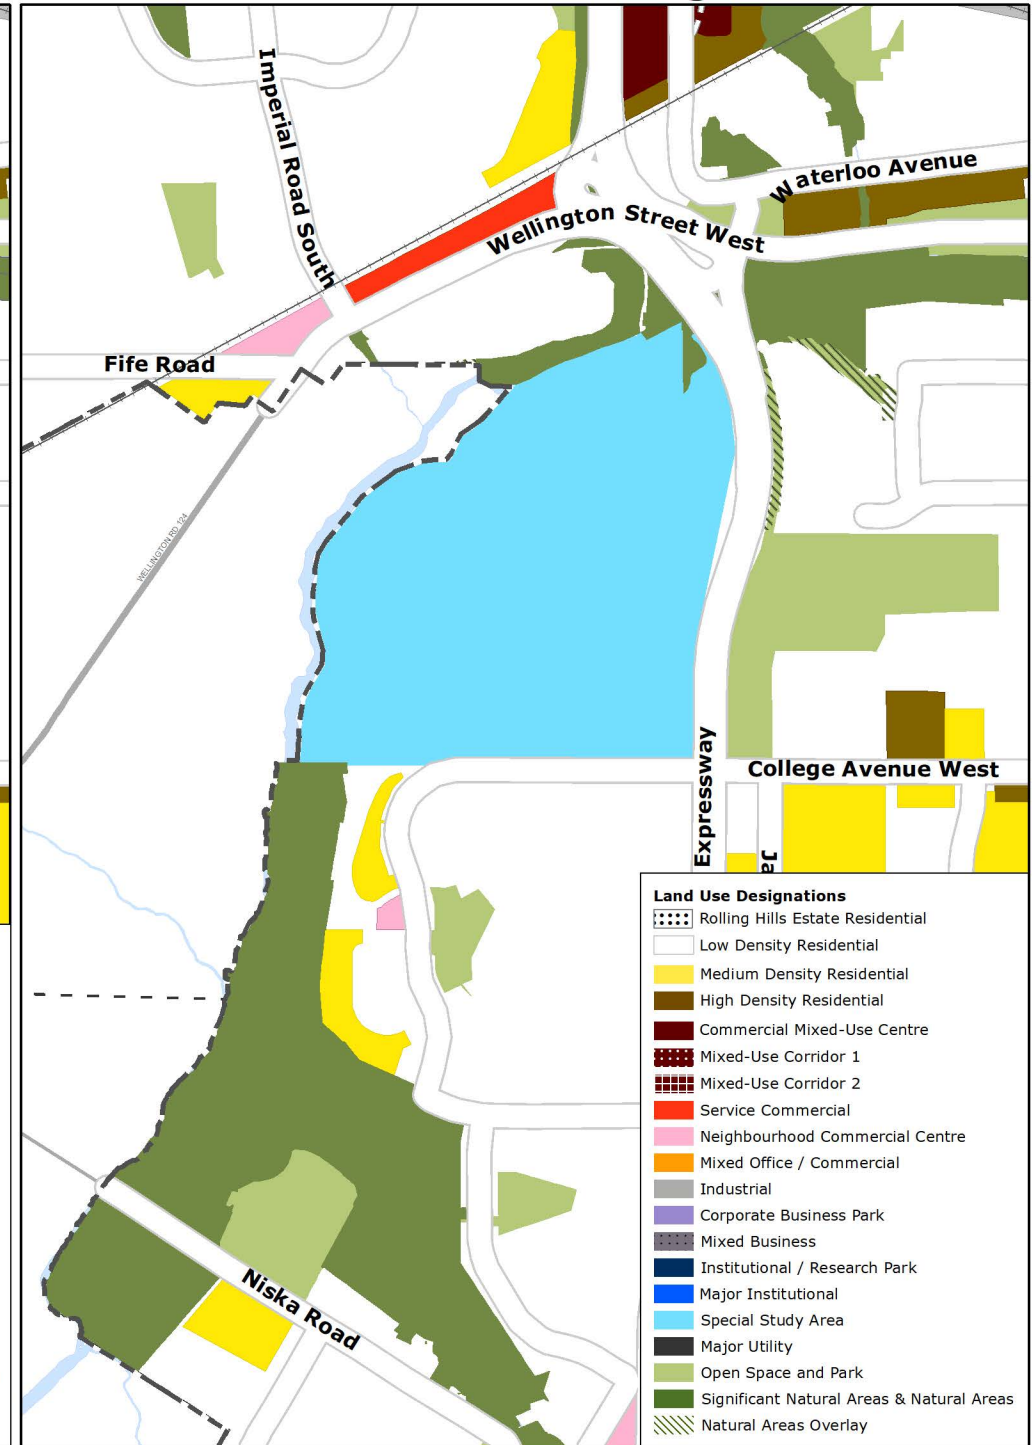 Imperial Road South
Waterloo Avenue
Wellington Street West
Fife Road
WELLINGTON RD 124
Expressway
College Avenue West
Ja
Niska Road
Land Use Designations
Rolling Hills Estate Residential
Low Density Residential
Medium Density Residential
High Density Residential
Commercial Mixed-Use Centre
Mixed-Use Corridor 1
Mixed-Use Corridor 2
Service Commercial
Neighbourhood Commercial Centre
Mixed Office / Commercial
Industrial
Corporate Business Park
Mixed Business
Institutional / Research Park
Major Institutional
Special Study Area
Major Utility
Open Space and Park
Significant Natural Areas & Natural Areas
Natural Areas Overlay